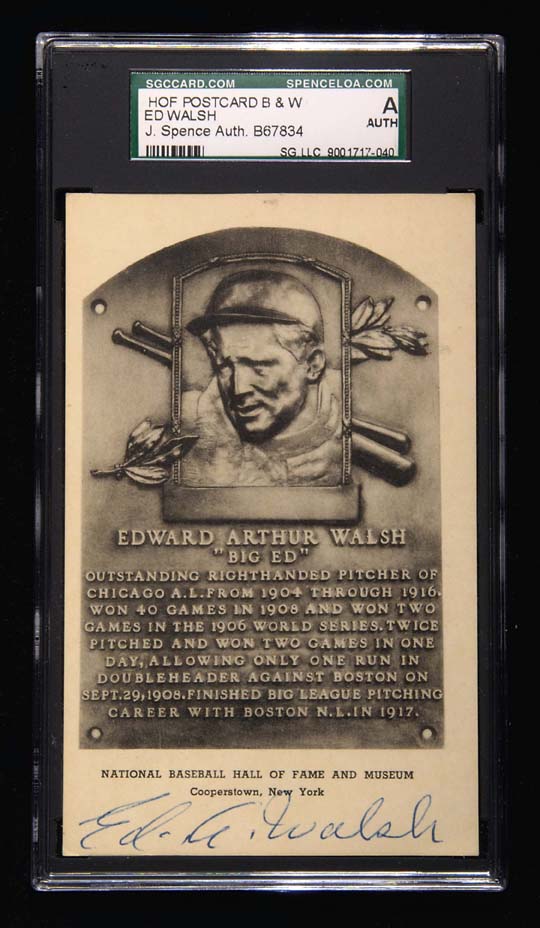 SGCCARD.COM SPENCELOA.COM
HOF POSTCARD B & W A
ED WALSH AUTH
J. Spence Auth. B67834
SG LLC 9001717-040
EDWARD ARTHUR WALSH
"BIG ED"
OUTSTANDING RIGHTHANDED PITCHER OF
CHICAGO A.L. FROM 1904 THROUGH 1916.
WON 40 GAMES IN 1908 AND WON TWO
GAMES IN THE 1906 WORLD SERIES. TWICE
PITCHED AND WON TWO GAMES IN ONE
DAY, ALLOWING ONLY ONE RUN IN
DOUBLEHEADER AGAINST BOSTON ON
SEPT. 29, 1908. FINISHED BIG LEAGUE PITCHING
CAREER WITH BOSTON N.L. IN 1917.
NATIONAL BASEBALL HALL OF FAME AND MUSEUM
Cooperstown, New York
Ed. A. Walsh